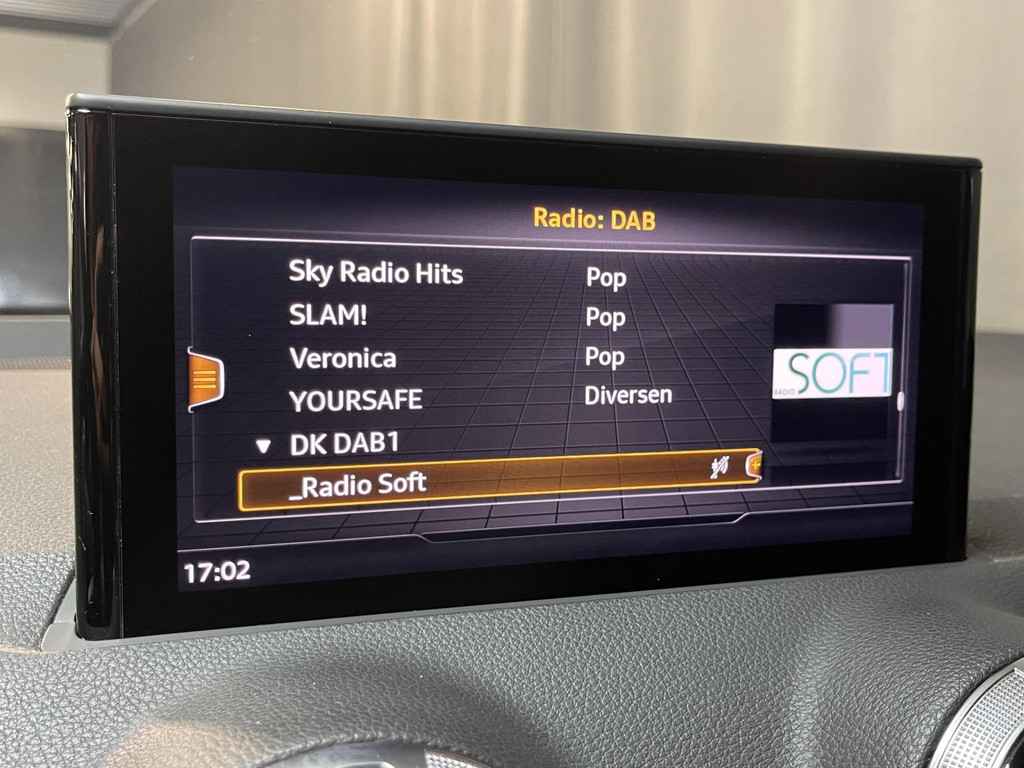 Radio: DAB
Sky Radio Hits Pop
SLAM! Pop
Veronica Pop
YOURSAFE Diversen
DK DAB1
_Radio Soft
RADIO SOFT
17:02